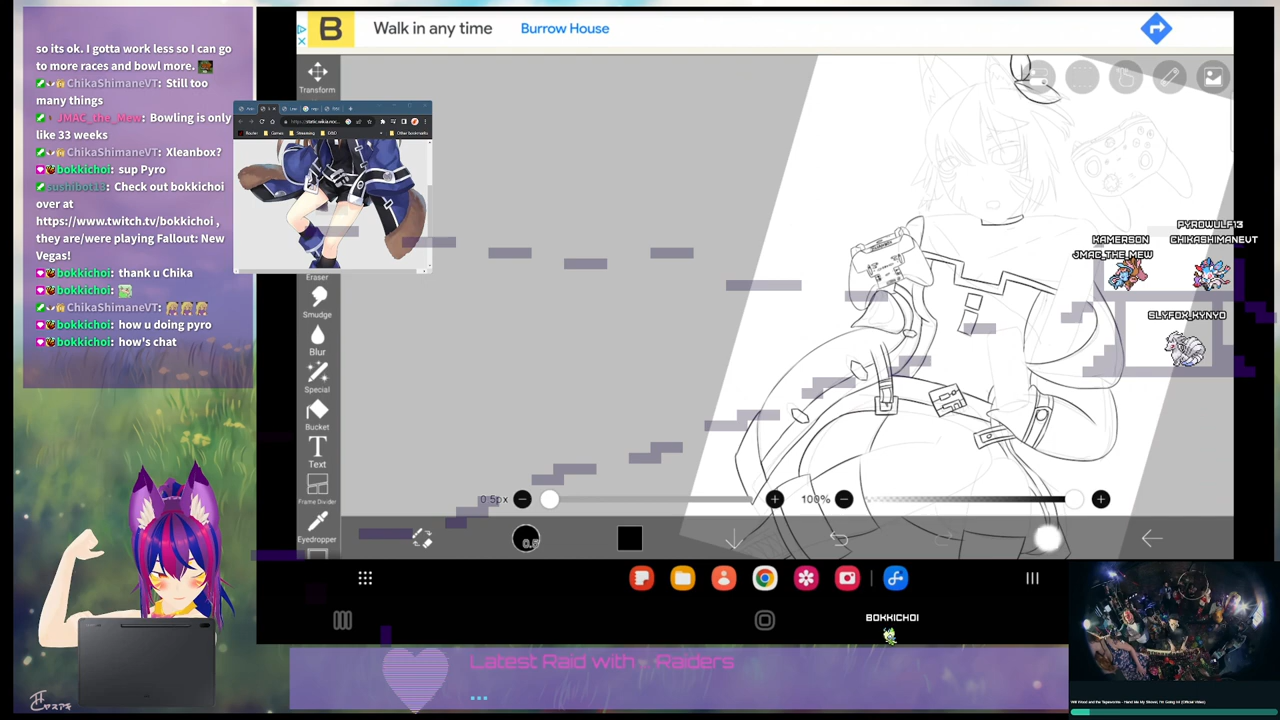 so its ok. I gotta work less so I can go
to more races and bowl more.
ChikaShimaneVT: Still too
many things
JMAC_the_Mew: Bowling is only
like 33 weeks
ChikaShimaneVT: Xleanbox?
bokkichoi: sup Pyro
sushibot13: Check out bokkichoi
over at
https://www.twitch.tv/bokkichoi ,
they are/were playing Fallout: New
Vegas!
bokkichoi: thank u Chika
bokkichoi:
ChikaShimaneVT:
bokkichoi: how u doing pyro
bokkichoi: how's chat
B
Walk in any time
Burrow House
Transform
Other bookmarks
Eraser
Smudge
Blur
Special
Bucket
T
Text
Frame Divider
Eyedropper
0.5px
100%
PYROWULF13
KAMERSON
CHIKASHIMANEVT
JMAC_THE_MEW
SLYFOX_KYNYO
BOKKICHOI
Latest Raid with - Raiders
...